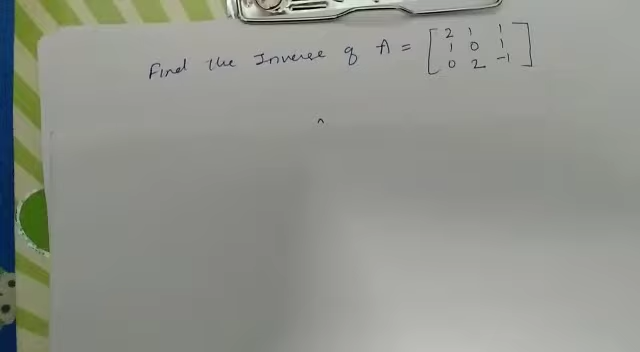 Find The Inverse of A = [2 1 1
1 0 1
0 2 -1]